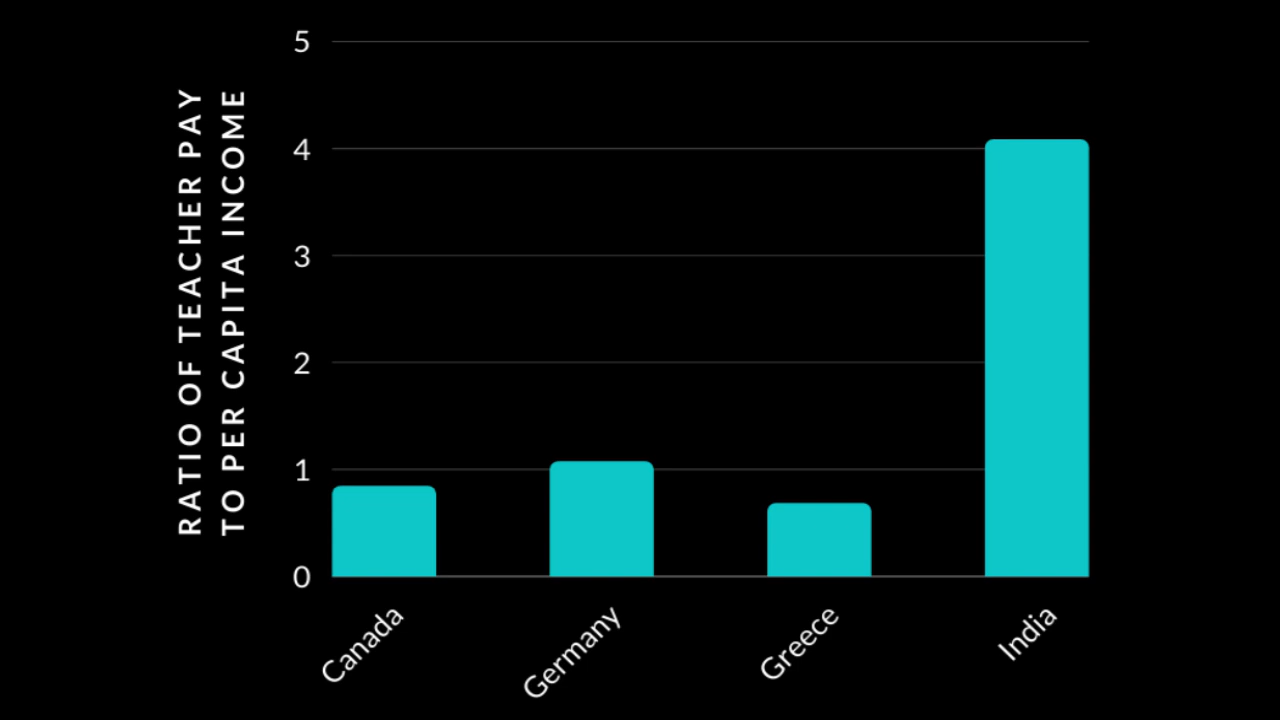 RATIO OF TEACHER PAY
TO PER CAPITA INCOME
5
4
3
2
1
0
Canada
Germany
Greece
India